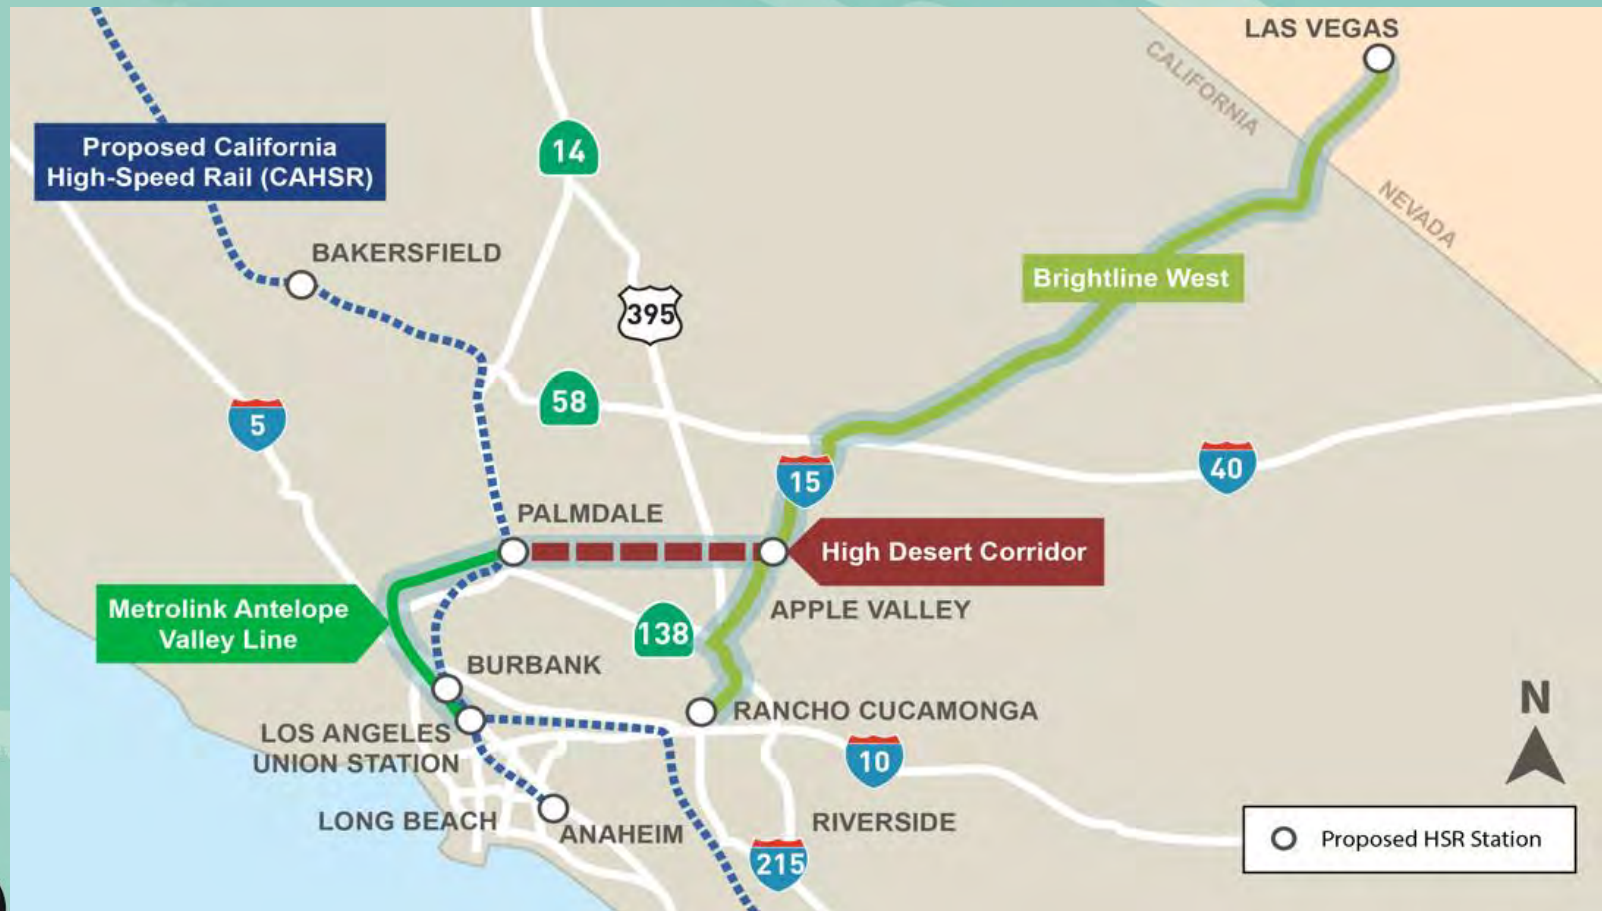 LAS VEGAS
CALIFORNIA
NEVADA
Proposed California
High-Speed Rail (CAHSR)
14
BAKERSFIELD
395
Brightline West
58
5
15
40
PALMDALE
High Desert Corridor
Metrolink Antelope
Valley Line
138
APPLE VALLEY
BURBANK
RANCHO CUCAMONGA
LOS ANGELES
UNION STATION
10
N
LONG BEACH
ANAHEIM
RIVERSIDE
215
Proposed HSR Station